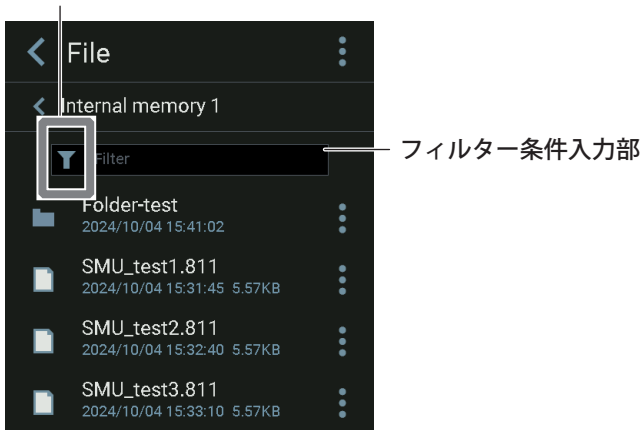 File
Internal memory 1
Filter
フィルター条件入力部
Folder-test
2024/10/04 15:41:02
SMU_test1.811
2024/10/04 15:31:45 5.57KB
SMU_test2.811
2024/10/04 15:32:40 5.57KB
SMU_test3.811
2024/10/04 15:33:10 5.57KB